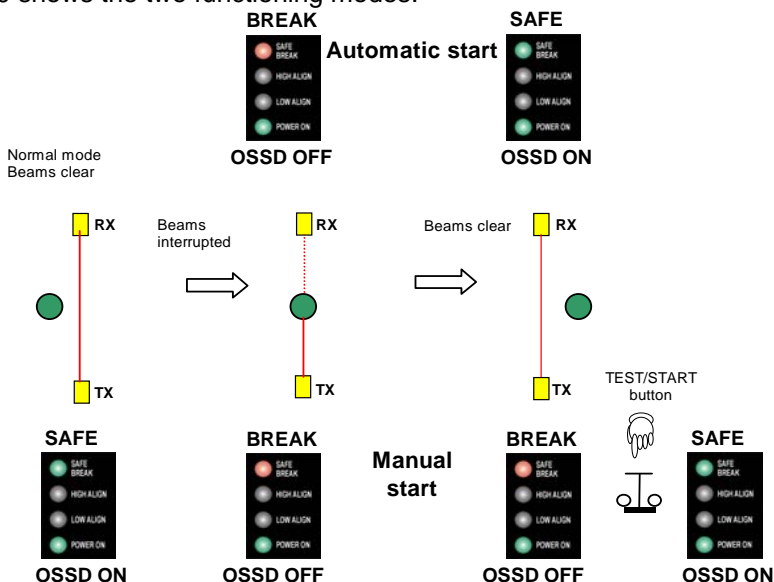 shows the two functioning modes.
BREAK
SAFE
SAFE
BREAK
HIGH ALIGN
LOW ALIGN
POWER ON
Automatic start
SAFE
BREAK
HIGH ALIGN
LOW ALIGN
POWER ON
OSSD OFF
OSSD ON
Normal mode
Beams clear
RX
Beams
interrupted
RX
Beams clear
RX
TX
TX
TX
TEST/START
button
SAFE
BREAK
BREAK
SAFE
SAFE
BREAK
HIGH ALIGN
LOW ALIGN
POWER ON
SAFE
BREAK
HIGH ALIGN
LOW ALIGN
POWER ON
Manual
start
SAFE
BREAK
HIGH ALIGN
LOW ALIGN
POWER ON
SAFE
BREAK
HIGH ALIGN
LOW ALIGN
POWER ON
OSSD ON
OSSD OFF
OSSD OFF
OSSD ON